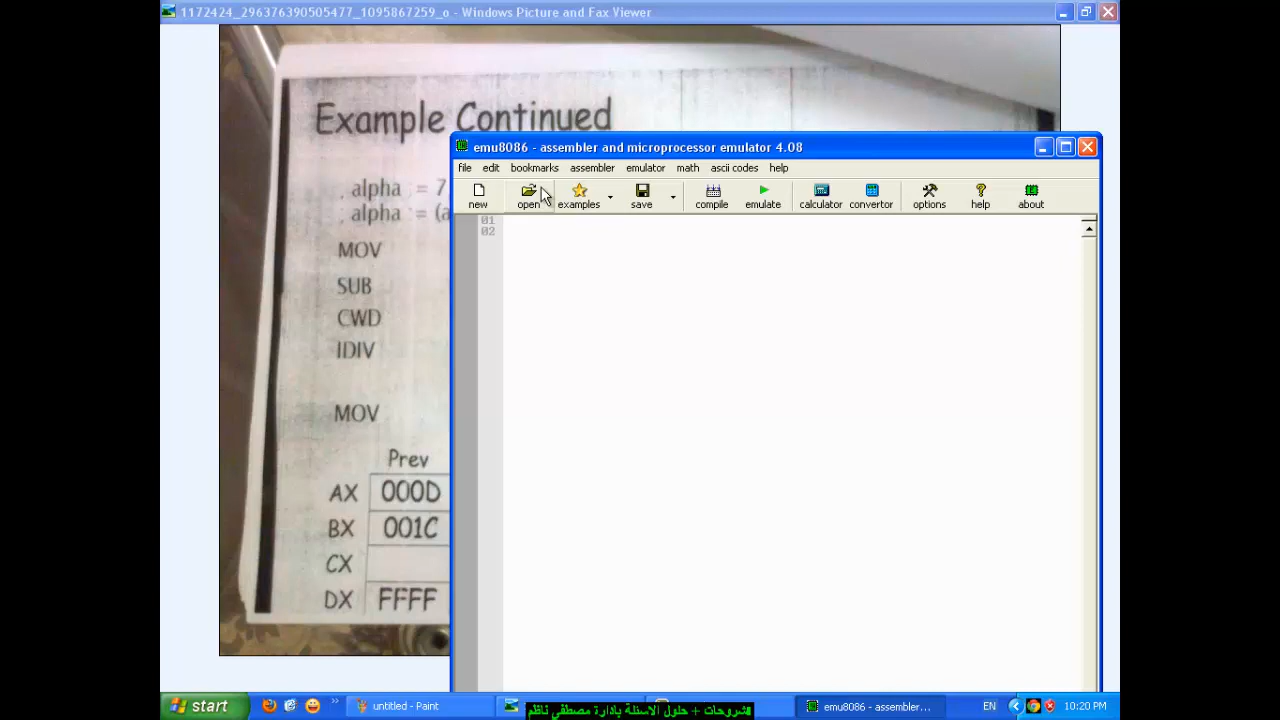 1172424_296376390505477_1095867259_o - Windows Picture and Fax Viewer
Example Continued
. alpha = 7
. alpha = (a
MOV
SUB
CWD
IDIV
MOV
Prev
AX 000D
BX 001C
CX
DX FFFF
emu8086 - assembler and microprocessor emulator 4.08
file edit bookmarks assembler emulator math ascii codes help
new open examples save compile emulate calculator convertor options help about
01
02
start untitled - Paint emu8086 - assembler... EN 10:20 PM
شروحات + حلول الاسئلة بإدارة مصطفى ناظم